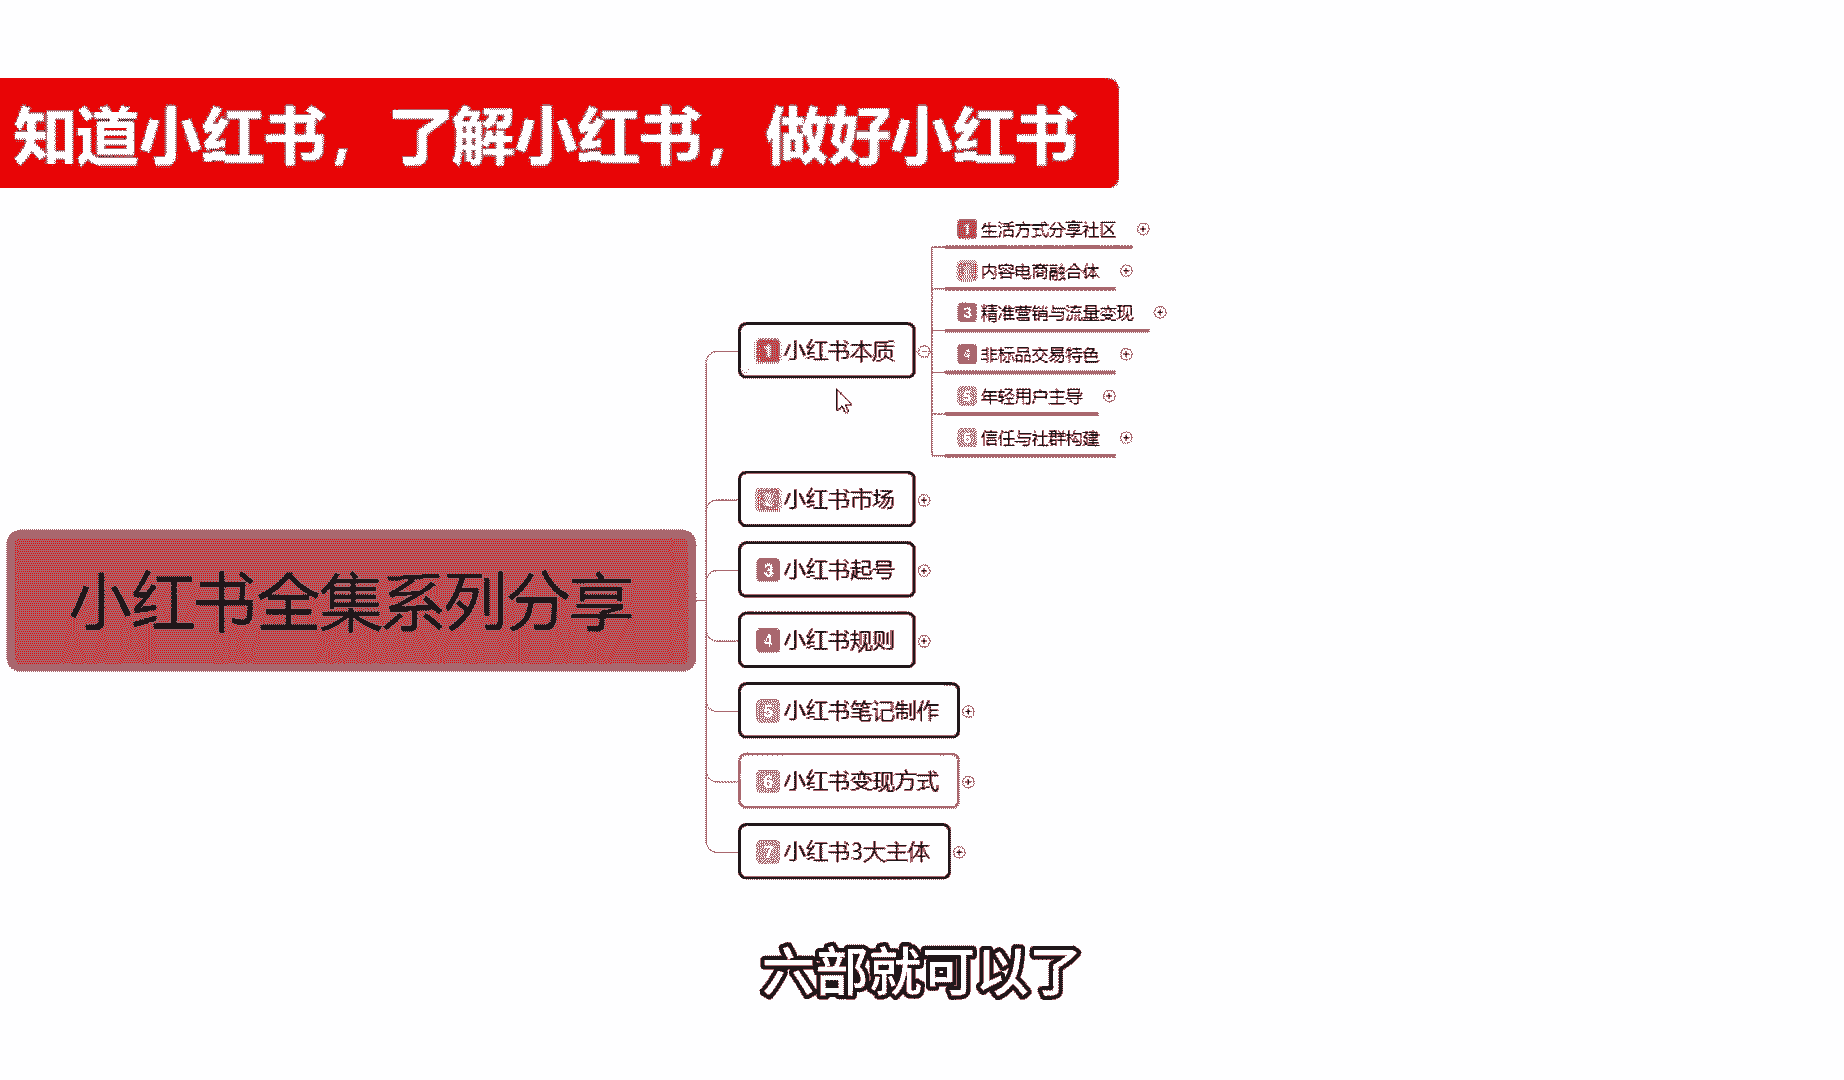 知道小红书，了解小红书，做好小红书
小红书全集系列分享
1 小红书本质
1 生活方式分享社区
2 内容电商融合体
3 精准营销与流量变现
4 非标品交易特色
5 年轻用户主导
6 信任与社群构建
2 小红书市场
3 小红书起号
4 小红书规则
5 小红书笔记制作
6 小红书变现方式
7 小红书3大主体
六部就可以了